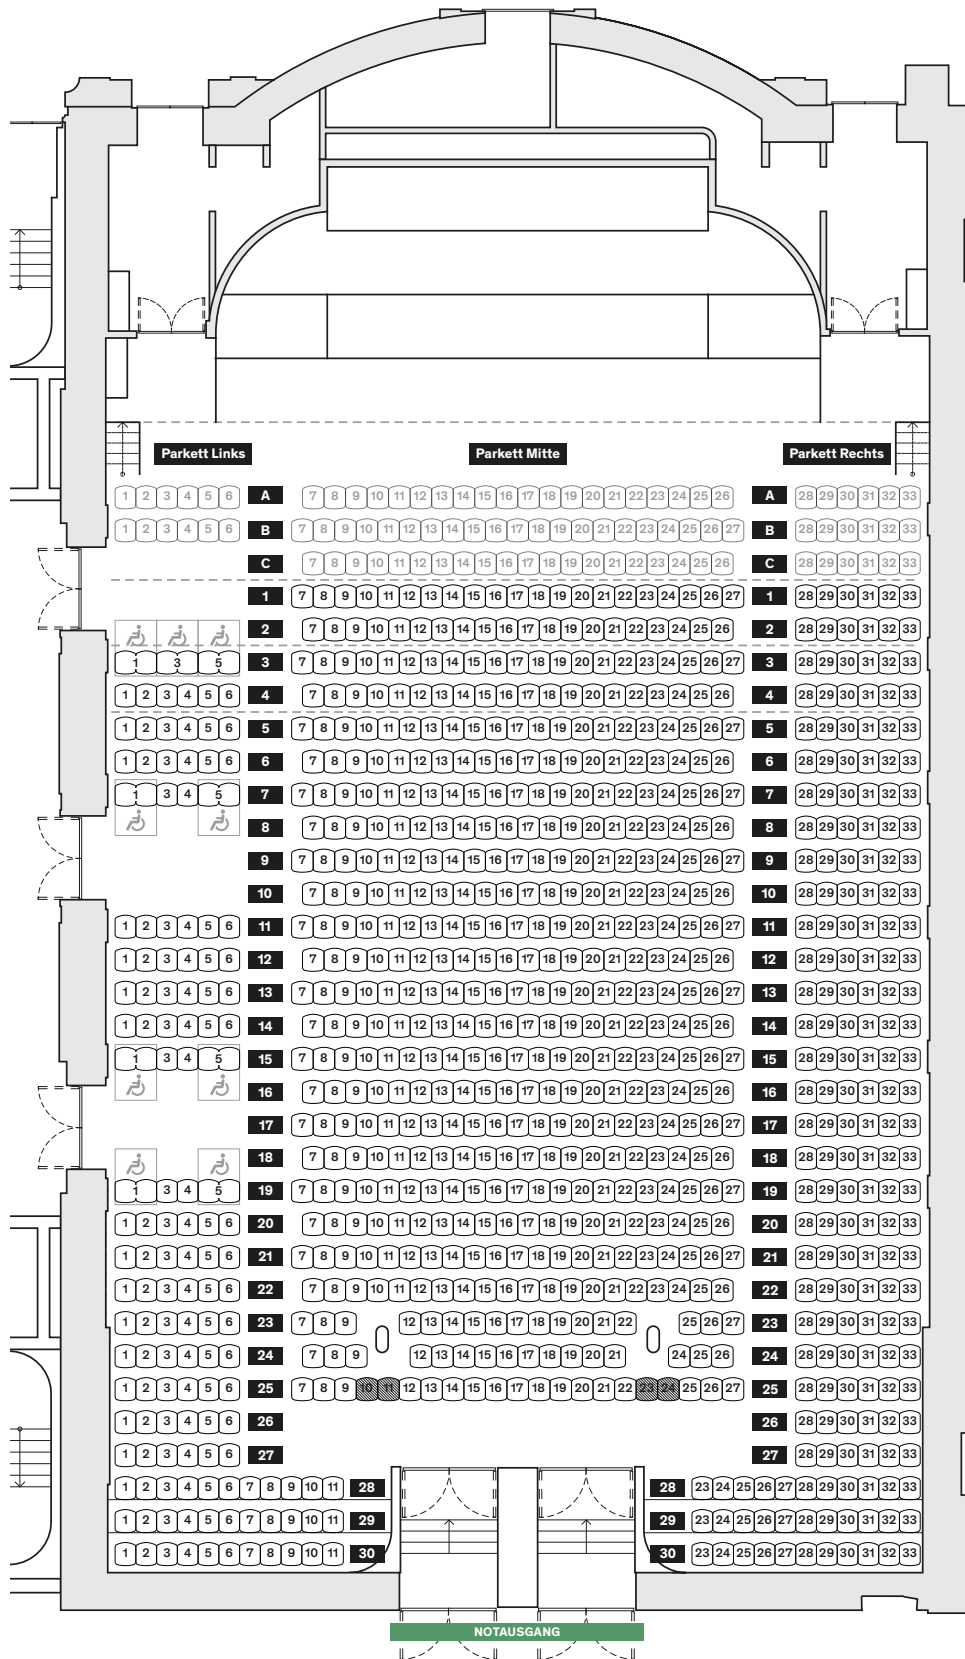 Parkett Links Parkett Mitte Parkett Rechts
1 2 3 4 5 6 A 7 8 9 10 11 12 13 14 15 16 17 18 19 20 21 22 23 24 25 26 A 28 29 30 31 32 33
1 2 3 4 5 6 B 7 8 9 10 11 12 13 14 15 16 17 18 19 20 21 22 23 24 25 26 27 B 28 29 30 31 32 33
C 7 8 9 10 11 12 13 14 15 16 17 18 19 20 21 22 23 24 25 26 C 28 29 30 31 32 33
1 7 8 9 10 11 12 13 14 15 16 17 18 19 20 21 22 23 24 25 26 27 1 28 29 30 31 32 33
2 7 8 9 10 11 12 13 14 15 16 17 18 19 20 21 22 23 24 25 26 2 28 29 30 31 32 33
1 3 5 3 7 8 9 10 11 12 13 14 15 16 17 18 19 20 21 22 23 24 25 26 27 3 28 29 30 31 32 33
1 2 3 4 5 6 4 7 8 9 10 11 12 13 14 15 16 17 18 19 20 21 22 23 24 25 26 4 28 29 30 31 32 33
1 2 3 4 5 6 5 7 8 9 10 11 12 13 14 15 16 17 18 19 20 21 22 23 24 25 26 27 5 28 29 30 31 32 33
1 2 3 4 5 6 6 7 8 9 10 11 12 13 14 15 16 17 18 19 20 21 22 23 24 25 26 6 28 29 30 31 32 33
1 3 4 5 7 7 8 9 10 11 12 13 14 15 16 17 18 19 20 21 22 23 24 25 26 27 7 28 29 30 31 32 33
8 7 8 9 10 11 12 13 14 15 16 17 18 19 20 21 22 23 24 25 26 8 28 29 30 31 32 33
9 7 8 9 10 11 12 13 14 15 16 17 18 19 20 21 22 23 24 25 26 27 9 28 29 30 31 32 33
10 7 8 9 10 11 12 13 14 15 16 17 18 19 20 21 22 23 24 25 26 10 28 29 30 31 32 33
1 2 3 4 5 6 11 7 8 9 10 11 12 13 14 15 16 17 18 19 20 21 22 23 24 25 26 27 11 28 29 30 31 32 33
1 2 3 4 5 6 12 7 8 9 10 11 12 13 14 15 16 17 18 19 20 21 22 23 24 25 26 12 28 29 30 31 32 33
1 2 3 4 5 6 13 7 8 9 10 11 12 13 14 15 16 17 18 19 20 21 22 23 24 25 26 27 13 28 29 30 31 32 33
1 2 3 4 5 6 14 7 8 9 10 11 12 13 14 15 16 17 18 19 20 21 22 23 24 25 26 14 28 29 30 31 32 33
1 3 4 5 15 7 8 9 10 11 12 13 14 15 16 17 18 19 20 21 22 23 24 25 26 27 15 28 29 30 31 32 33
16 7 8 9 10 11 12 13 14 15 16 17 18 19 20 21 22 23 24 25 26 16 28 29 30 31 32 33
17 7 8 9 10 11 12 13 14 15 16 17 18 19 20 21 22 23 24 25 26 27 17 28 29 30 31 32 33
18 7 8 9 10 11 12 13 14 15 16 17 18 19 20 21 22 23 24 25 26 18 28 29 30 31 32 33
1 3 4 5 19 7 8 9 10 11 12 13 14 15 16 17 18 19 20 21 22 23 24 25 26 27 19 28 29 30 31 32 33
1 2 3 4 5 6 20 7 8 9 10 11 12 13 14 15 16 17 18 19 20 21 22 23 24 25 26 20 28 29 30 31 32 33
1 2 3 4 5 6 21 7 8 9 10 11 12 13 14 15 16 17 18 19 20 21 22 23 24 25 26 27 21 28 29 30 31 32 33
1 2 3 4 5 6 22 7 8 9 10 11 12 13 14 15 16 17 18 19 20 21 22 23 24 25 26 22 28 29 30 31 32 33
1 2 3 4 5 6 23 7 8 9 12 13 14 15 16 17 18 19 20 21 22 25 26 27 23 28 29 30 31 32 33
1 2 3 4 5 6 24 7 8 9 12 13 14 15 16 17 18 19 20 21 24 25 26 24 28 29 30 31 32 33
1 2 3 4 5 6 25 7 8 9 10 11 12 13 14 15 16 17 18 19 20 21 22 23 24 25 26 27 25 28 29 30 31 32 33
1 2 3 4 5 6 26 26 28 29 30 31 32 33
1 2 3 4 5 6 27 27 28 29 30 31 32 33
1 2 3 4 5 6 7 8 9 10 11 28 28 23 24 25 26 27 28 29 30 31 32 33
1 2 3 4 5 6 7 8 9 10 11 29 29 23 24 25 26 27 28 29 30 31 32 33
1 2 3 4 5 6 7 8 9 10 11 30 30 23 24 25 26 27 28 29 30 31 32 33
NOTAUSGANG